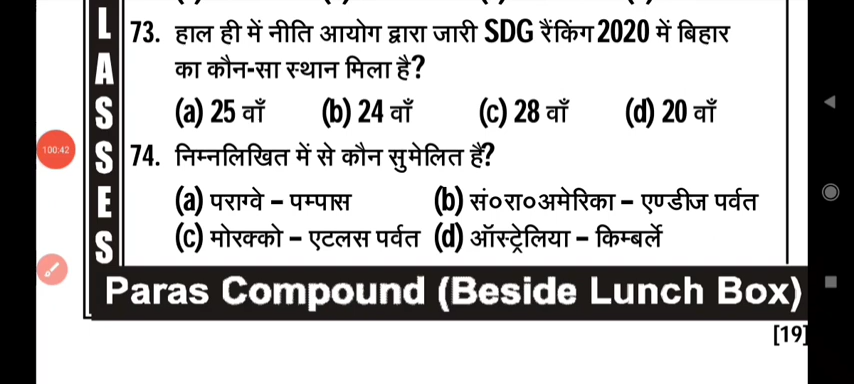 CLASSES
73. हाल ही में नीति आयोग द्वारा जारी SDG रैंकिंग 2020 में बिहार
का कौन-सा स्थान मिला है?
(a) 25 वाँ (b) 24 वाँ (c) 28 वाँ (d) 20 वाँ
100:42
74. निम्नलिखित में से कौन सुमेलित हैं?
(a) पराग्वे – पम्पास (b) सं०रा०अमेरिका – एण्डीज पर्वत
(c) मोरक्को – एटलस पर्वत (d) ऑस्ट्रेलिया – किम्बर्ले
Paras Compound (Beside Lunch Box)
[19]